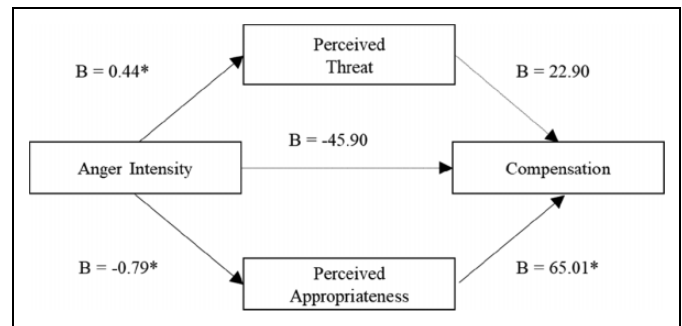 Perceived
Threat
B = 0.44*
B = 22.90
B = -45.90
Anger Intensity
Compensation
B = -0.79*
Perceived
Appropriateness
B = 65.01*